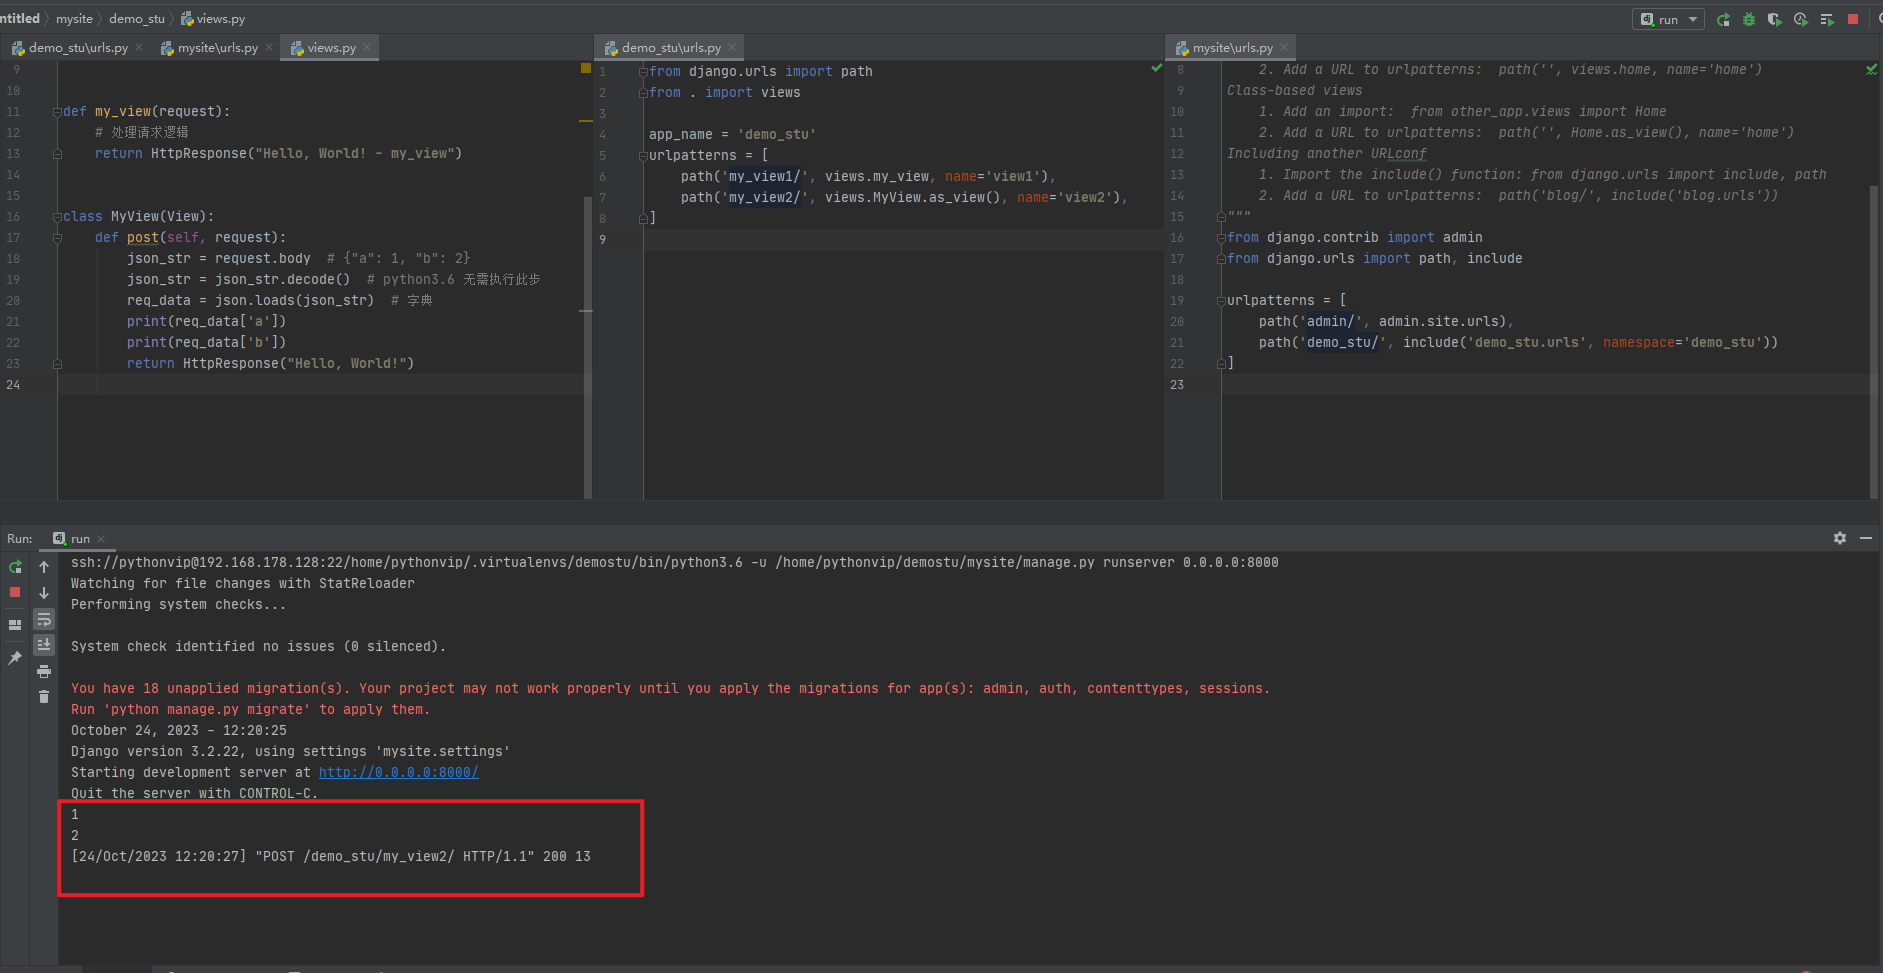 ntitled mysite demo_stu views.py
run
demo_stu\urls.py mysite\urls.py views.py
9
10
11 def my_view(request):
12 # 处理请求逻辑
13 return HttpResponse("Hello, World! - my_view")
14
15
16 class MyView(View):
17 def post(self, request):
18 json_str = request.body # {"a": 1, "b": 2}
19 json_str = json_str.decode() # python3.6 无需执行此步
20 req_data = json.loads(json_str) # 字典
21 print(req_data['a'])
22 print(req_data['b'])
23 return HttpResponse("Hello, World!")
24
demo_stu\urls.py
1 from django.urls import path
2 from . import views
3
4 app_name = 'demo_stu'
5 urlpatterns = [
6 path('my_view1/', views.my_view, name='view1'),
7 path('my_view2/', views.MyView.as_view(), name='view2'),
8 ]
9
mysite\urls.py
8 2. Add a URL to urlpatterns:  path('', views.home, name='home')
9 Class-based views
10 1. Add an import:  from other_app.views import Home
11 2. Add a URL to urlpatterns:  path('', Home.as_view(), name='home')
12 Including another URLconf
13 1. Import the include() function: from django.urls import include, path
14 2. Add a URL to urlpatterns:  path('blog/', include('blog.urls'))
15 """
16 from django.contrib import admin
17 from django.urls import path, include
18
19 urlpatterns = [
20 path('admin/', admin.site.urls),
21 path('demo_stu/', include('demo_stu.urls', namespace='demo_stu'))
22 ]
23
Run: run
ssh://pythonvip@192.168.178.128:22/home/pythonvip/.virtualenvs/demostu/bin/python3.6 -u /home/pythonvip/demostu/mysite/manage.py runserver 0.0.0.0:8000
Watching for file changes with StatReloader
Performing system checks...
System check identified no issues (0 silenced).
You have 18 unapplied migration(s). Your project may not work properly until you apply the migrations for app(s): admin, auth, contenttypes, sessions.
Run 'python manage.py migrate' to apply them.
October 24, 2023 - 12:20:25
Django version 3.2.22, using settings 'mysite.settings'
Starting development server at http://0.0.0.0:8000/
Quit the server with CONTROL-C.
1
2
[24/Oct/2023 12:20:27] "POST /demo_stu/my_view2/ HTTP/1.1" 200 13